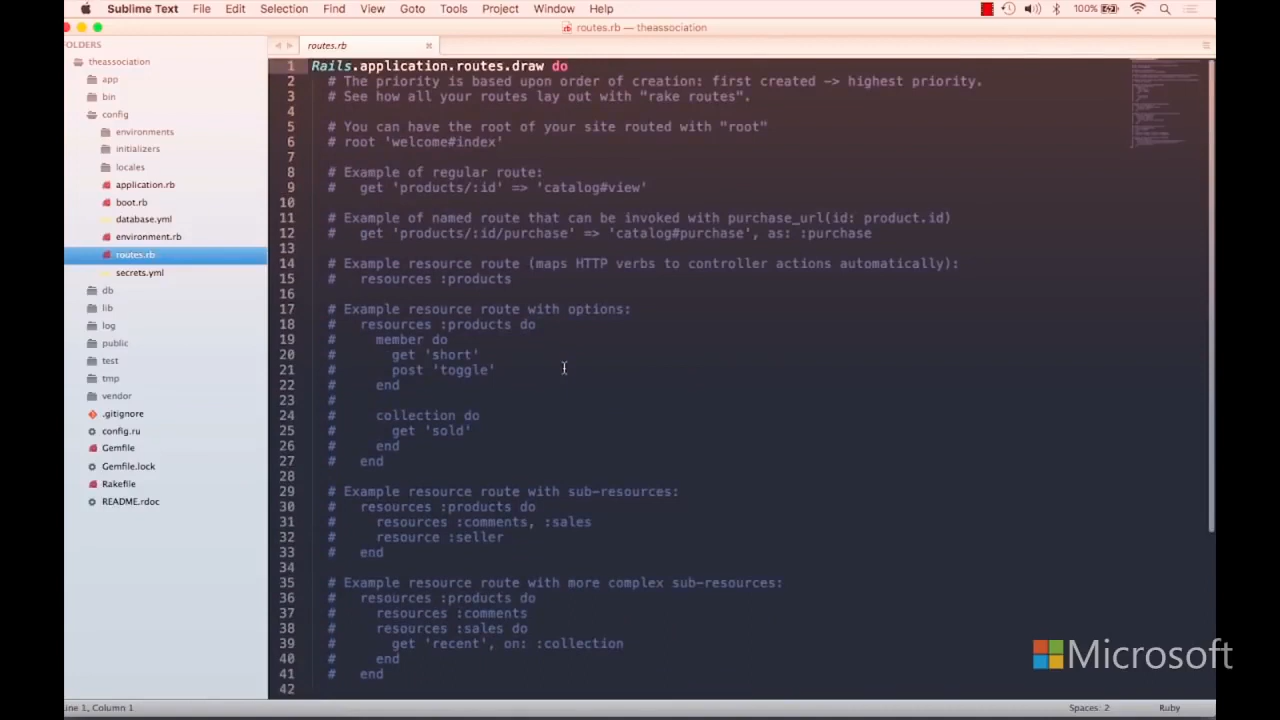 Sublime Text File Edit Selection Find View Goto Tools Project Window Help 100%
routes.rb — theassociation
FOLDERS
theassociation
app
bin
config
environments
initializers
locales
application.rb
boot.rb
database.yml
environment.rb
routes.rb
secrets.yml
db
lib
log
public
test
tmp
vendor
.gitignore
config.ru
Gemfile
Gemfile.lock
Rakefile
README.rdoc
routes.rb
1 Rails.application.routes.draw do
2 # The priority is based upon order of creation: first created -> highest priority.
3 # See how all your routes lay out with "rake routes".
4
5 # You can have the root of your site routed with "root"
6 # root 'welcome#index'
7
8 # Example of regular route:
9 #   get 'products/:id' => 'catalog#view'
10
11 # Example of named route that can be invoked with purchase_url(id: product.id)
12 #   get 'products/:id/purchase' => 'catalog#purchase', as: :purchase
13
14 # Example resource route (maps HTTP verbs to controller actions automatically):
15 #   resources :products
16
17 # Example resource route with options:
18 #   resources :products do
19 #     member do
20 #       get 'short'
21 #       post 'toggle'
22 #     end
23 #
24 #     collection do
25 #       get 'sold'
26 #     end
27 #   end
28
29 # Example resource route with sub-resources:
30 #   resources :products do
31 #     resources :comments, :sales
32 #     resource :seller
33 #   end
34
35 # Example resource route with more complex sub-resources:
36 #   resources :products do
37 #     resources :comments
38 #     resources :sales do
39 #       get 'recent', on: :collection
40 #     end
41 #   end
42
Microsoft
ine 1, Column 1
Spaces: 2
Ruby